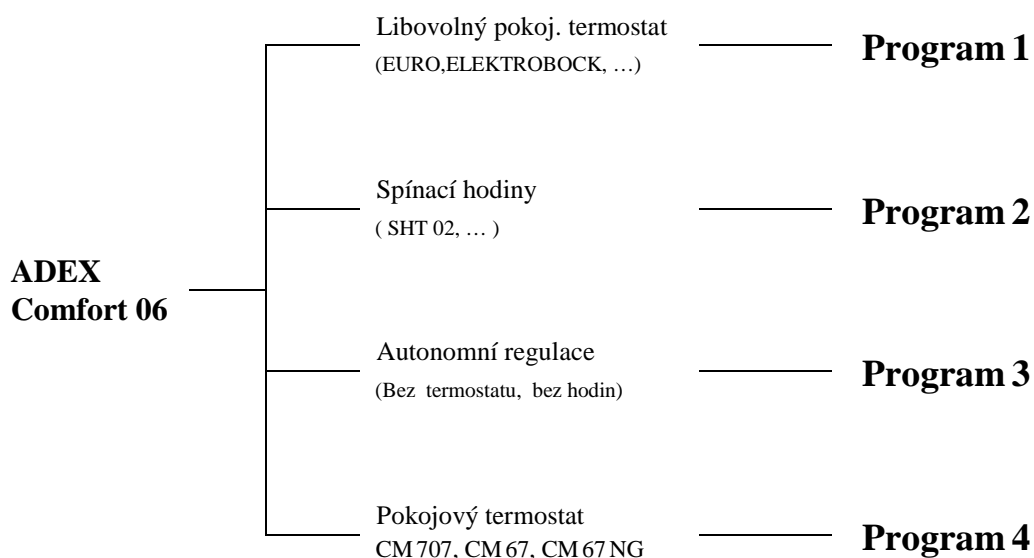 Libovolný pokoj. termostat
(EURO,ELEKTROBOCK, …)
Program 1
Spínací hodiny
( SHT 02, … )
Program 2
ADEX
Comfort 06
Autonomní regulace
(Bez termostatu, bez hodin)
Program 3
Pokojový termostat
CM 707, CM 67, CM 67 NG
Program 4